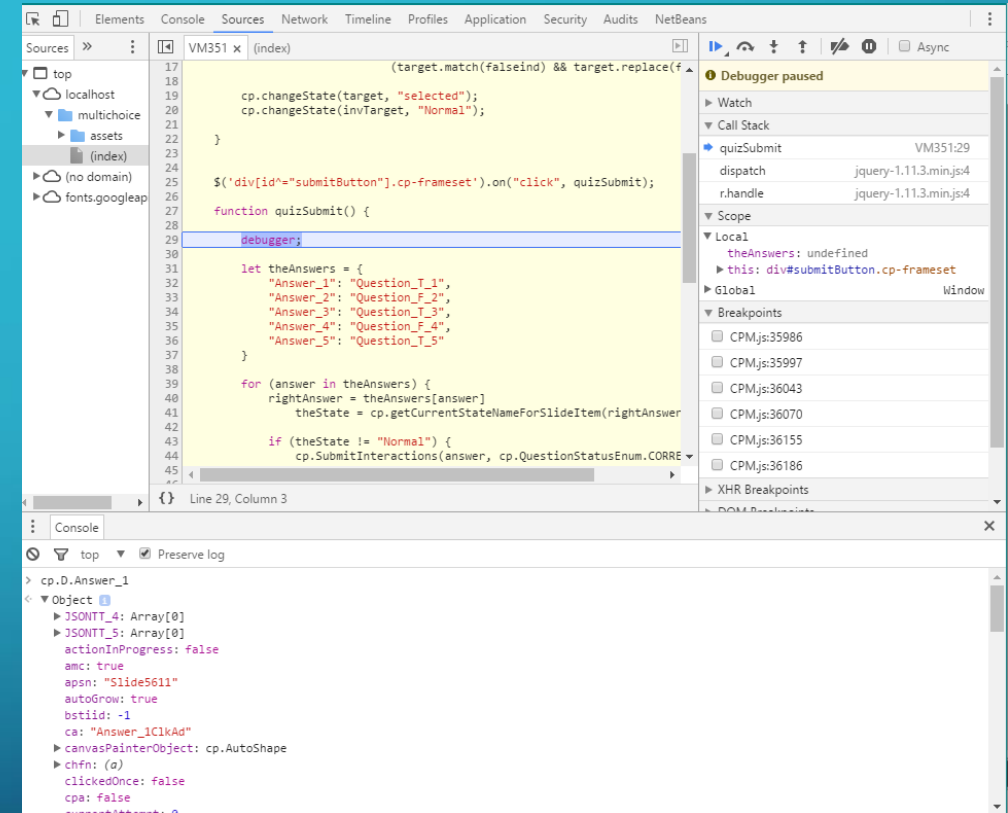 Elements Console Sources Network Timeline Profiles Application Security Audits NetBeans
Sources » VM351 × (index) Async
top
localhost
multichoice
assets
(index)
(no domain)
fonts.googleap
17 (target.match(falseind) && target.replace(f
18
19 cp.changeState(target, "selected");
20 cp.changeState(invTarget, "Normal");
21
22 }
23
24
25 $('div[id^="submitButton"].cp-frameset').on("click", quizSubmit);
26
27 function quizSubmit() {
28
29 debugger;
30
31 let theAnswers = {
32 "Answer_1": "Question_T_1",
33 "Answer_2": "Question_F_2",
34 "Answer_3": "Question_T_3",
35 "Answer_4": "Question_F_4",
36 "Answer_5": "Question_T_5"
37 }
38
39 for (answer in theAnswers) {
40 rightAnswer = theAnswers[answer]
41 theState = cp.getCurrentStateNameForSlideItem(rightAnswer
42
43 if (theState != "Normal") {
44 cp.SubmitInteractions(answer, cp.QuestionStatusEnum.CORRE
45
{} Line 29, Column 3
Debugger paused
Watch
Call Stack
quizSubmit VM351:29
dispatch jquery-1.11.3.min.js:4
r.handle jquery-1.11.3.min.js:4
Scope
Local
theAnswers: undefined
this: div#submitButton.cp-frameset
Global Window
Breakpoints
CPM.js:35986
CPM.js:35997
CPM.js:36043
CPM.js:36070
CPM.js:36155
CPM.js:36186
XHR Breakpoints
DOM Breakpoints
Console ×
top Preserve log
> cp.D.Answer_1
Object
JSONTT_4: Array[0]
JSONTT_5: Array[0]
actionInProgress: false
amc: true
apsn: "Slide5611"
autoGrow: true
bstiid: -1
ca: "Answer_1ClkAd"
canvasPainterObject: cp.AutoShape
chfn: (a)
clickedOnce: false
cpa: false
currentAttempt: 0